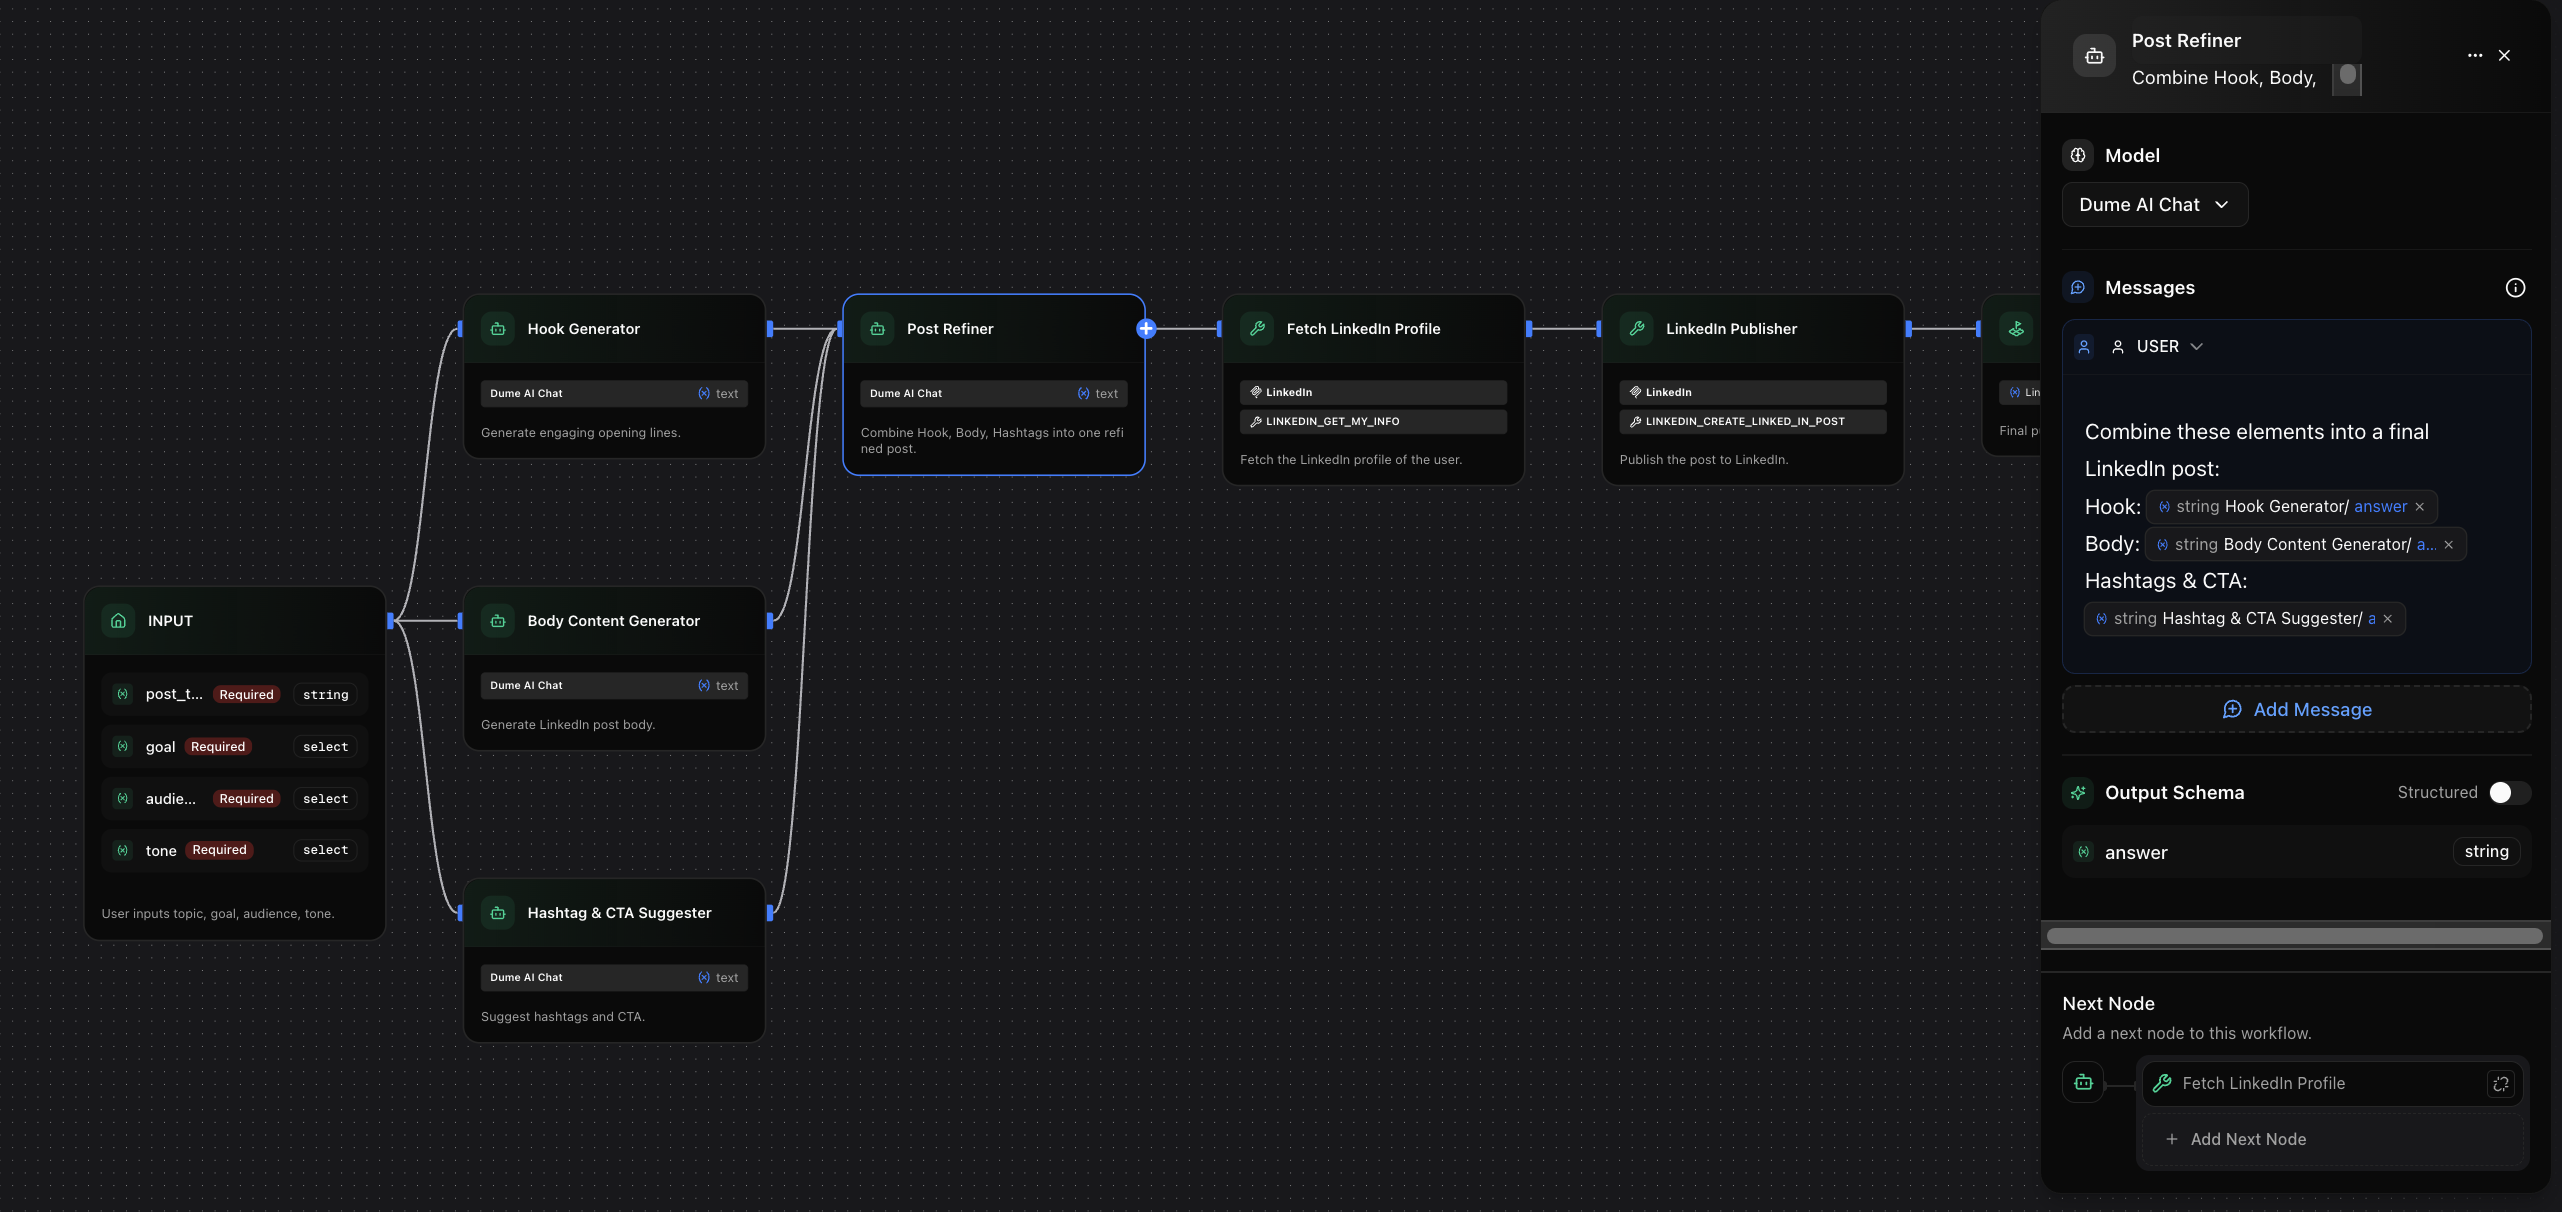 INPUT
post_t... Required string
goal Required select
audie... Required select
tone Required select
User inputs topic, goal, audience, tone.
Hook Generator
Dume AI Chat text
Generate engaging opening lines.
Body Content Generator
Dume AI Chat text
Generate LinkedIn post body.
Hashtag & CTA Suggester
Dume AI Chat text
Suggest hashtags and CTA.
Post Refiner
Dume AI Chat text
Combine Hook, Body, Hashtags into one refi
ned post.
Fetch LinkedIn Profile
LinkedIn
LINKEDIN_GET_MY_INFO
Fetch the LinkedIn profile of the user.
LinkedIn Publisher
LinkedIn
LINKEDIN_CREATE_LINKED_IN_POST
Publish the post to LinkedIn.
Lin
Final p
Post Refiner
Combine Hook, Body,
Model
Dume AI Chat
Messages
USER
Combine these elements into a final
LinkedIn post:
Hook: string Hook Generator/ answer
Body: string Body Content Generator/ a...
Hashtags & CTA:
string Hashtag & CTA Suggester/ a
Add Message
Output Schema Structured
answer string
Next Node
Add a next node to this workflow.
Fetch LinkedIn Profile
Add Next Node